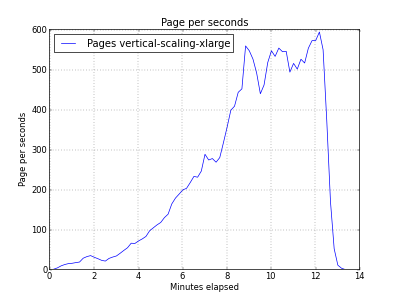 Page per seconds
Pages vertical-scaling-xlarge
Page per seconds
600
500
400
300
200
100
0
0 2 4 6 8 10 12 14
Minutes elapsed